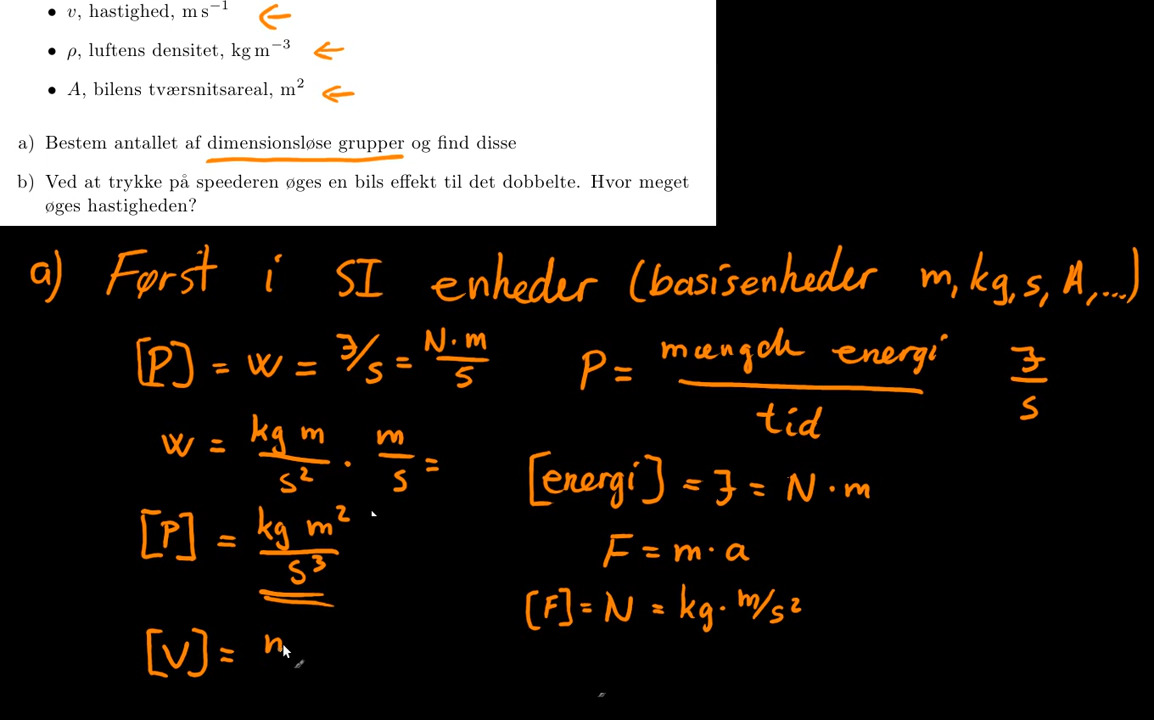 • v, hastighed, m s⁻¹ ←
• ρ, luftens densitet, kg m⁻³ ←
• A, bilens tværsnitsareal, m² ←
a) Bestem antallet af dimensionsløse grupper og find disse
b) Ved at trykke på speederen øges en bils effekt til det dobbelte. Hvor meget
øges hastigheden?
a) Først i SI enheder (basisenheder m, kg, s, A, ...)
[P] = W = J/s = N·m/s
P = mængde energi / tid
J/s
W = kg m/s² · m/s =
[energi] = J = N·m
[P] = kg m²/s³
F = m·a
[F] = N = kg·m/s²
[V] = m